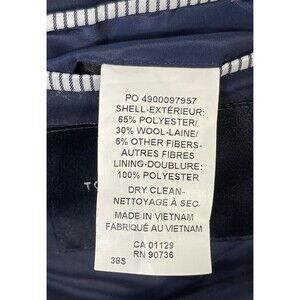 PO 4900097957
SHELL-EXTÉRIEUR:
65% POLYESTER/
30% WOOL-LAINE/
5% OTHER FIBERS-
AUTRES FIBRES
LINING-DOUBLURE:
100% POLYESTER
DRY CLEAN-
NETTOYAGE À SEC
MADE IN VIETNAM
FABRIQUÉ AU VIETNAM
CA 01129
RN 90736
38S